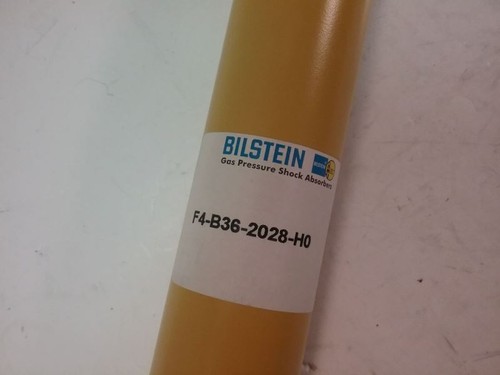 BILSTEIN
Gas Pressure Shock Absorbers
F4-B36-2028-H0